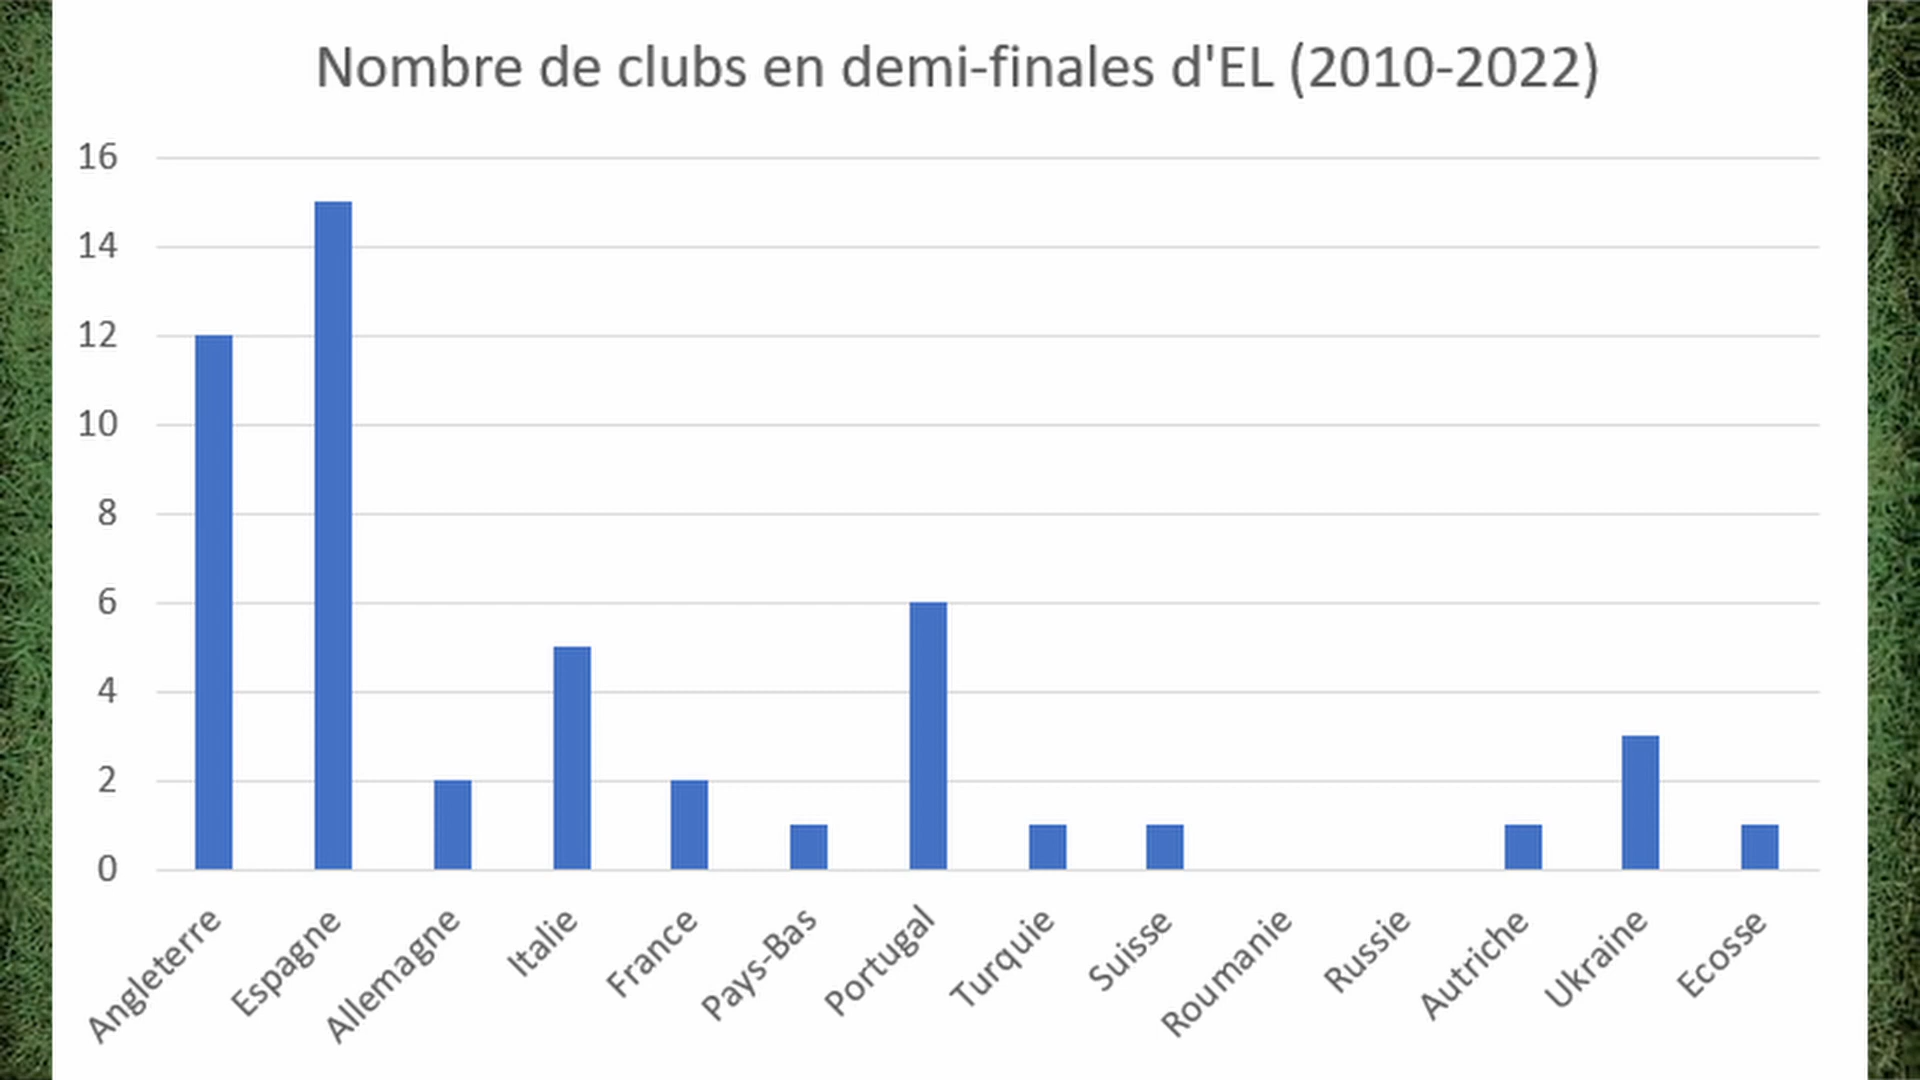 Nombre de clubs en demi-finales d'EL (2010-2022)
16
14
12
10
8
6
4
2
0
Angleterre
Espagne
Allemagne
Italie
France
Pays-Bas
Portugal
Turquie
Suisse
Roumanie
Russie
Autriche
Ukraine
Ecosse